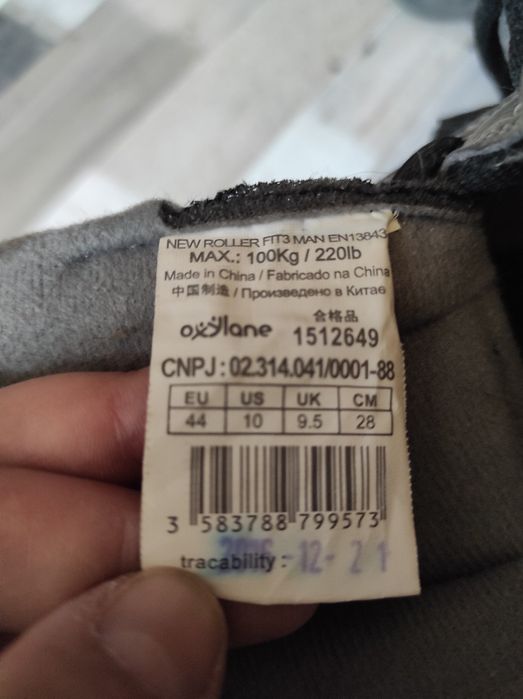 NEW ROLLER FIT3 MAN EN13843
MAX.: 100Kg / 220lb
Made in China / Fabricado na China
中国制造 / Произведено в Китае
oxylane
合格品
1512649
CNPJ : 02.314.041/0001-88
EU US UK CM
44 10 9.5 28
3 583788 799573
tracability : -12-21